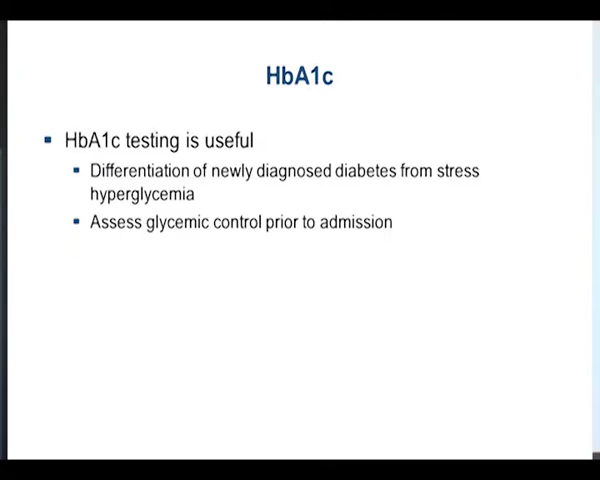 HbA1c
HbA1c testing is useful
Differentiation of newly diagnosed diabetes from stress
hyperglycemia
Assess glycemic control prior to admission